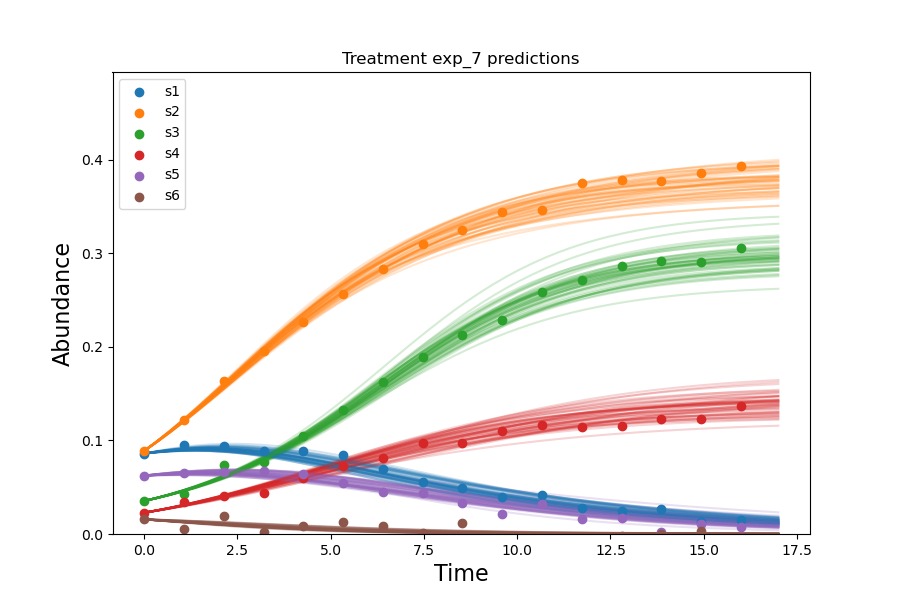 Treatment exp_7 predictions
s1
s2
s3
s4
s5
s6
Abundance
0.4
0.3
0.2
0.1
0.0
0.0 2.5 5.0 7.5 10.0 12.5 15.0 17.5
Time